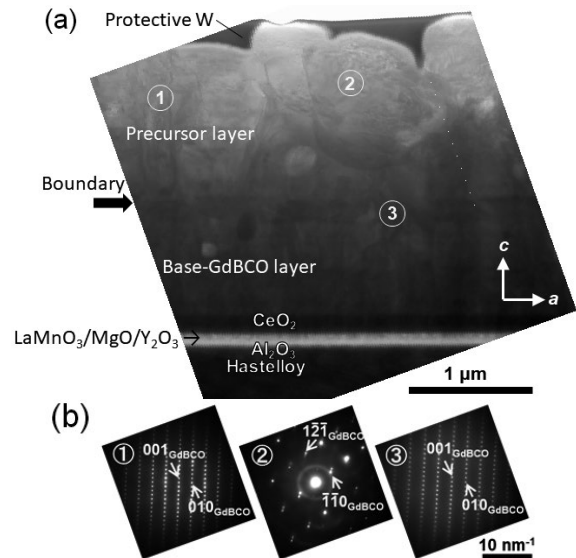 (a)
Protective W
① ②
Precursor layer
Boundary
③
Base-GdBCO layer
c
a
CeO₂
LaMnO₃/MgO/Y₂O₃
Al₂O₃
Hastelloy
1 μm
(b)
① 001GdBCO 010GdBCO
② 12̄1̄GdBCO 1̄1̄0GdBCO
③ 001GdBCO 010GdBCO
10 nm⁻¹